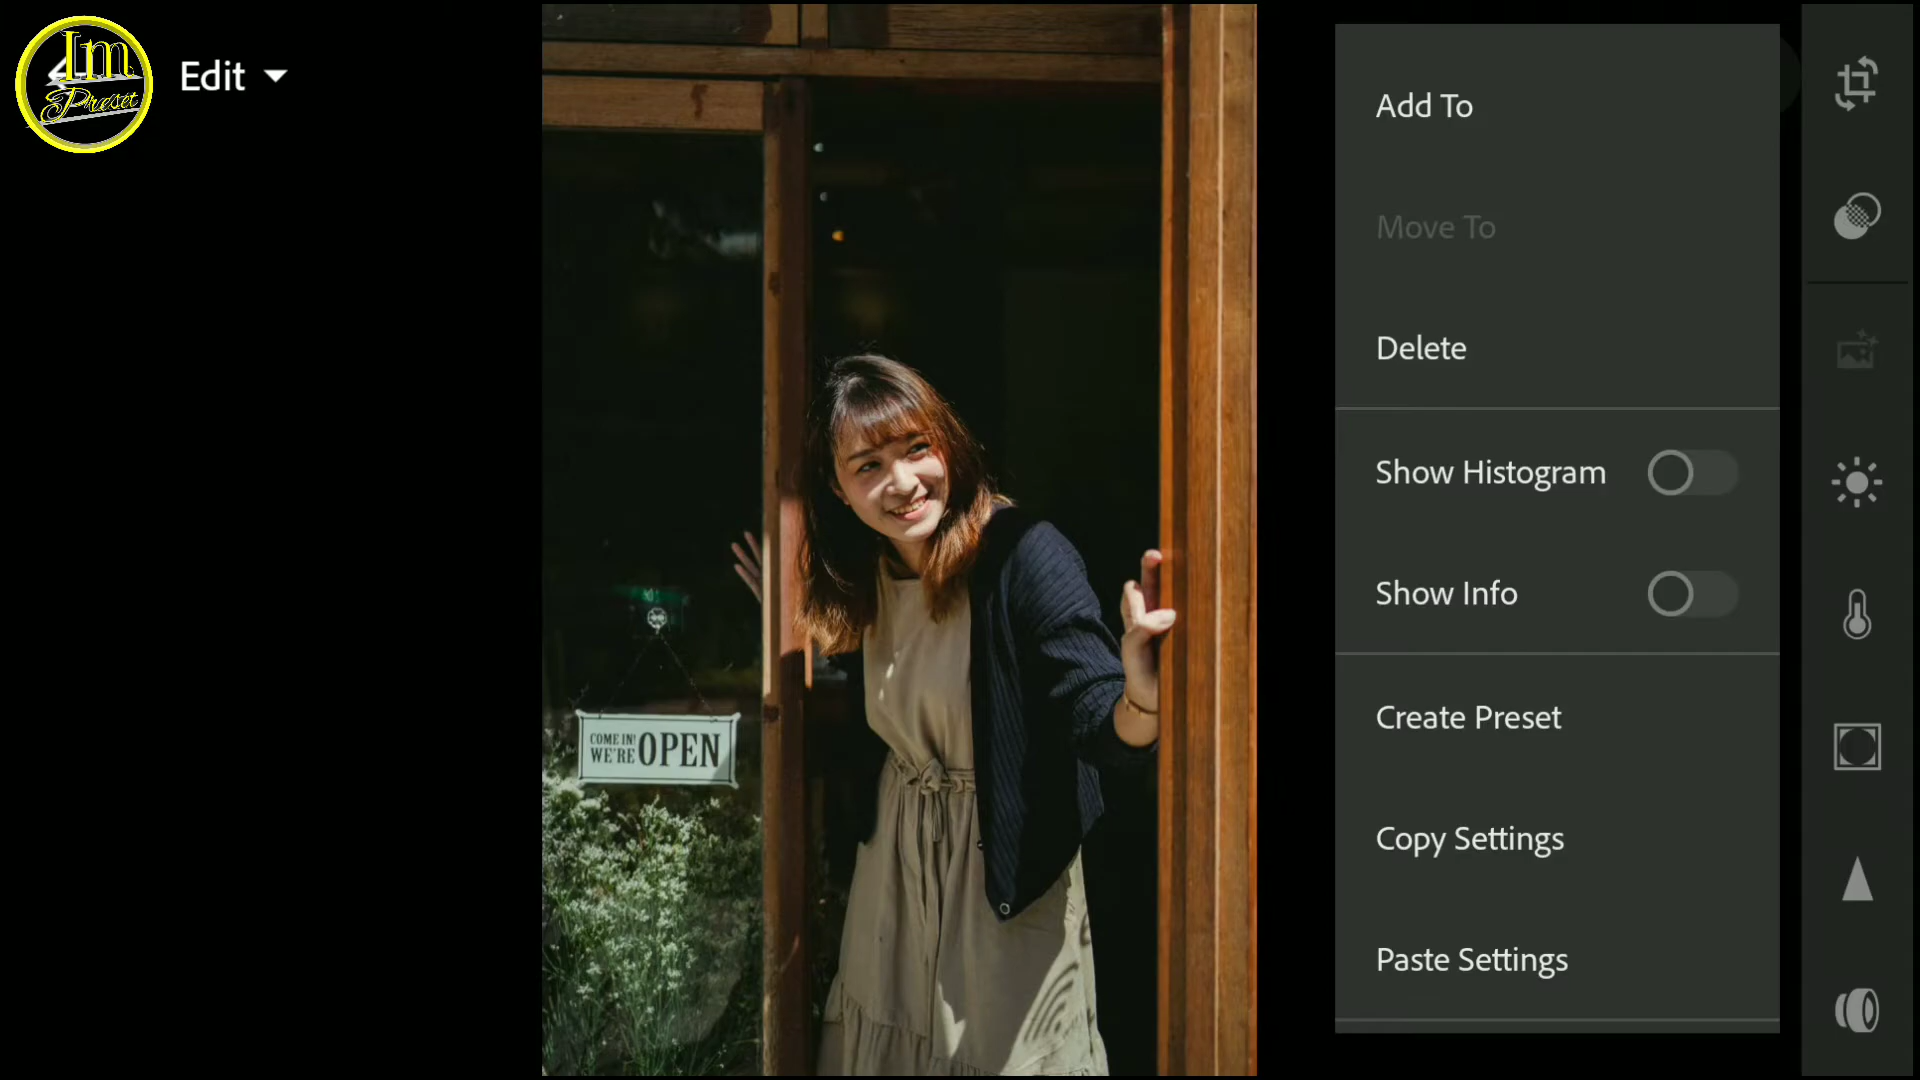 Im
Preset
Edit
Add To
Move To
Delete
Show Histogram
Show Info
Create Preset
Copy Settings
Paste Settings
COME IN!
WE'RE OPEN